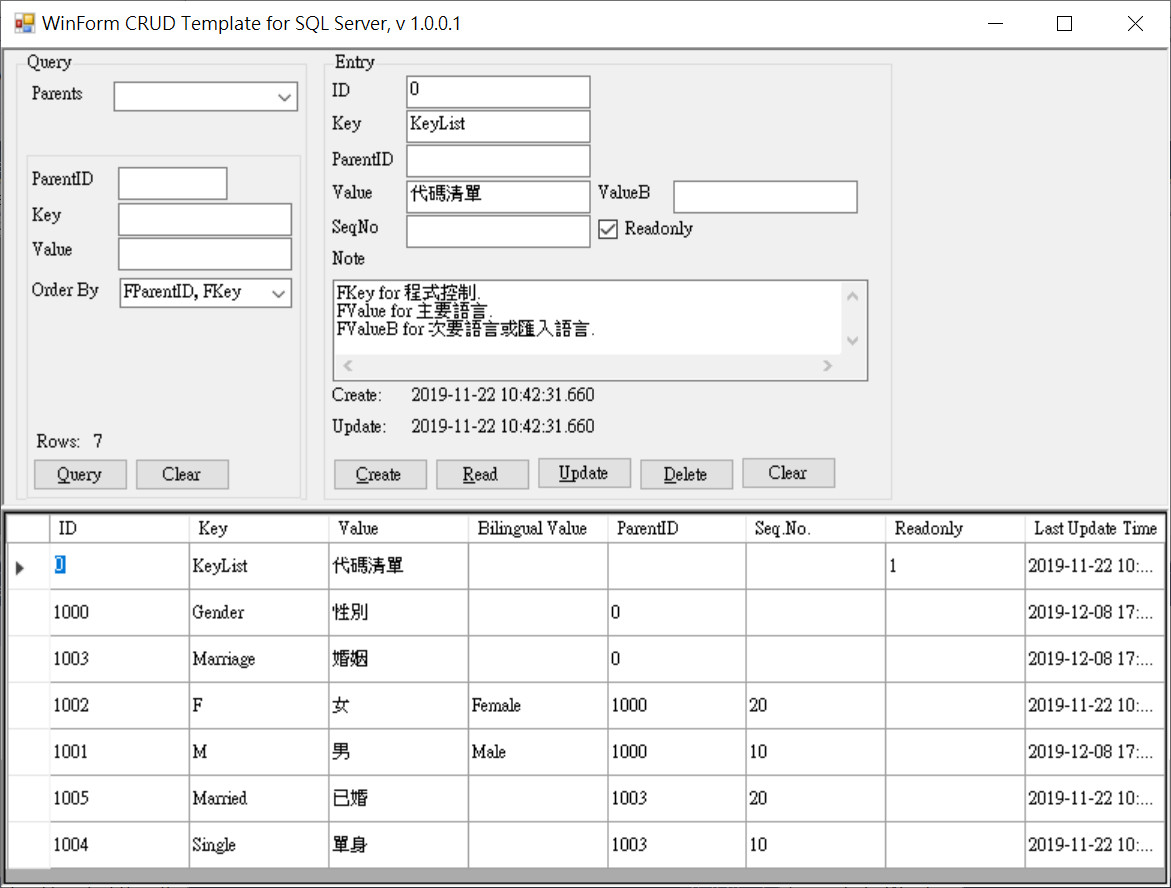 WinForm CRUD Template for SQL Server, v 1.0.0.1
Query
Parents
ParentID
Key
Value
Order By FParentID, FKey
Rows: 7
Query Clear
Entry
ID 0
Key KeyList
ParentID
Value 代碼清單 ValueB
SeqNo Readonly
Note
FKey for 程式控制.
FValue for 主要語言.
FValueB for 次要語言或匯入語言.
Create: 2019-11-22 10:42:31.660
Update: 2019-11-22 10:42:31.660
Create Read Update Delete Clear
ID Key Value Bilingual Value ParentID Seq.No. Readonly Last Update Time
0 KeyList 代碼清單 1 2019-11-22 10:...
1000 Gender 性別 0 2019-12-08 17:...
1003 Marriage 婚姻 0 2019-12-08 17:...
1002 F 女 Female 1000 20 2019-11-22 10:...
1001 M 男 Male 1000 10 2019-12-08 17:...
1005 Married 已婚 1003 20 2019-11-22 10:...
1004 Single 單身 1003 10 2019-11-22 10:...